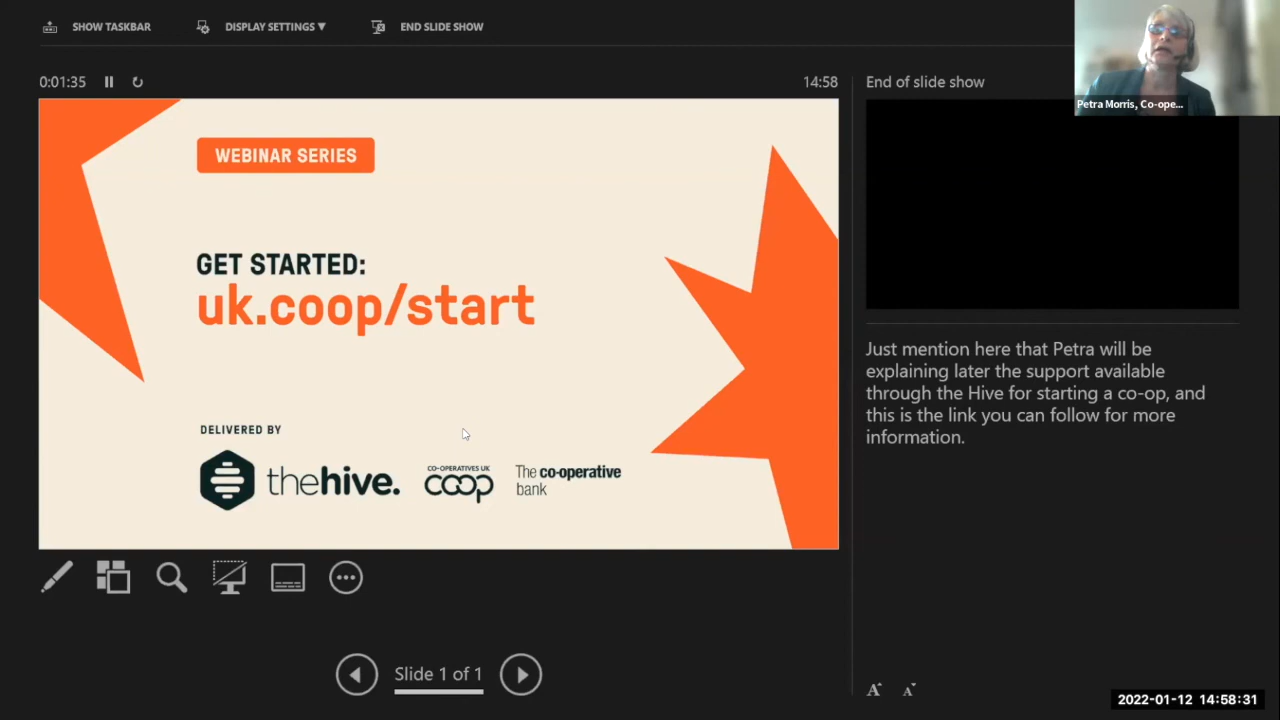 SHOW TASKBAR
DISPLAY SETTINGS ▼
END SLIDE SHOW
0:01:35
14:58
End of slide show
Petra Morris, Co-ope...
WEBINAR SERIES
GET STARTED:
uk.coop/start
DELIVERED BY
thehive.
CO-OPERATIVES UK
coop
The co-operative
bank
Just mention here that Petra will be
explaining later the support available
through the Hive for starting a co-op, and
this is the link you can follow for more
information.
Slide 1 of 1
A A
2022-01-12 14:58:31